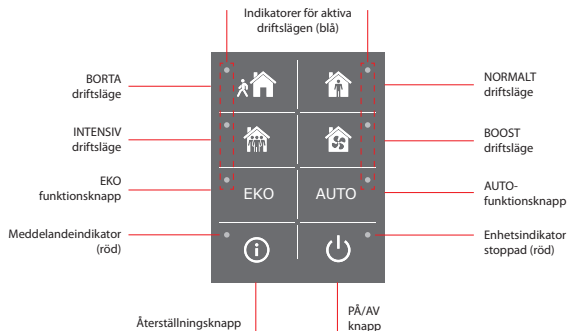 Indikatorer för aktiva
driftslägen (blå)
BORTA
driftsläge
NORMALT
driftsläge
INTENSIV
driftsläge
BOOST
driftsläge
EKO
funktionsknapp
EKO
AUTO
AUTO-
funktionsknapp
Meddelandeindikator
(röd)
Enhetsindikator
stoppad (röd)
Återställningsknapp
PÅ/AV
knapp